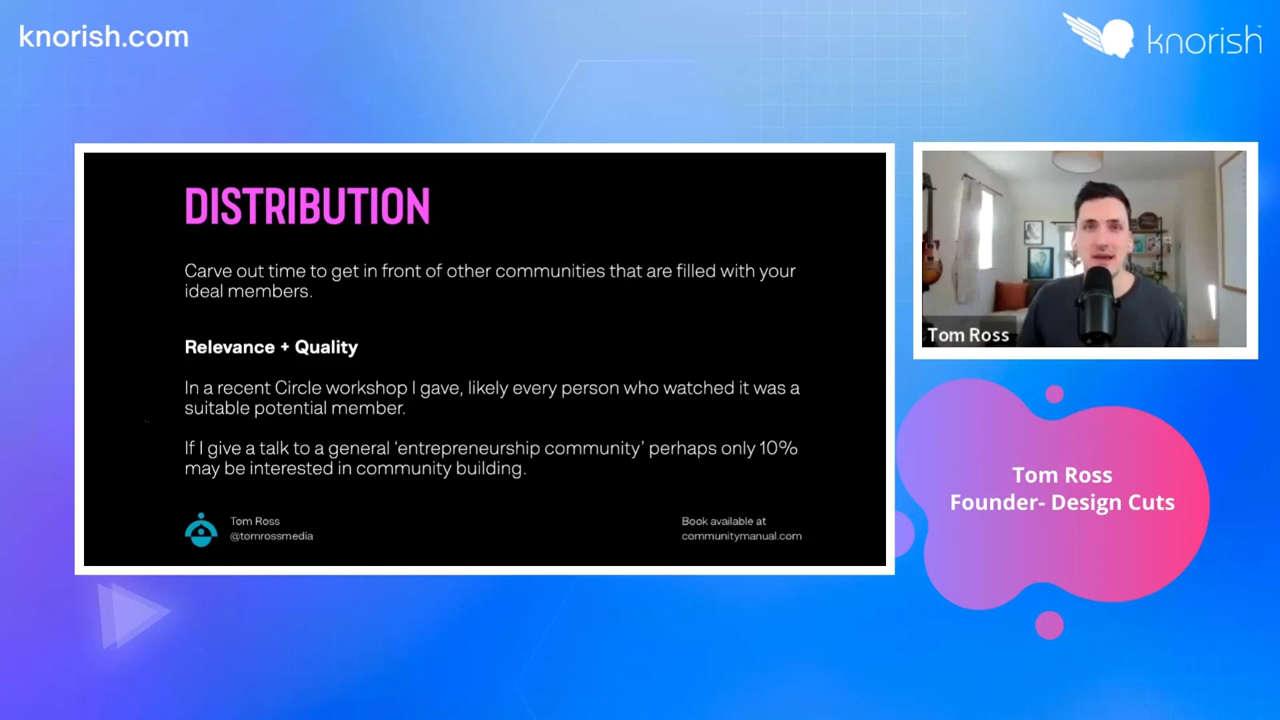 knorish.com
knorish
DISTRIBUTION
Carve out time to get in front of other communities that are filled with your
ideal members.
Relevance + Quality
In a recent Circle workshop I gave, likely every person who watched it was a
suitable potential member.
If I give a talk to a general ‘entrepreneurship community’ perhaps only 10%
may be interested in community building.
Tom Ross
@tomrossmedia
Book available at
communitymanual.com
Tom Ross
Tom Ross
Founder- Design Cuts